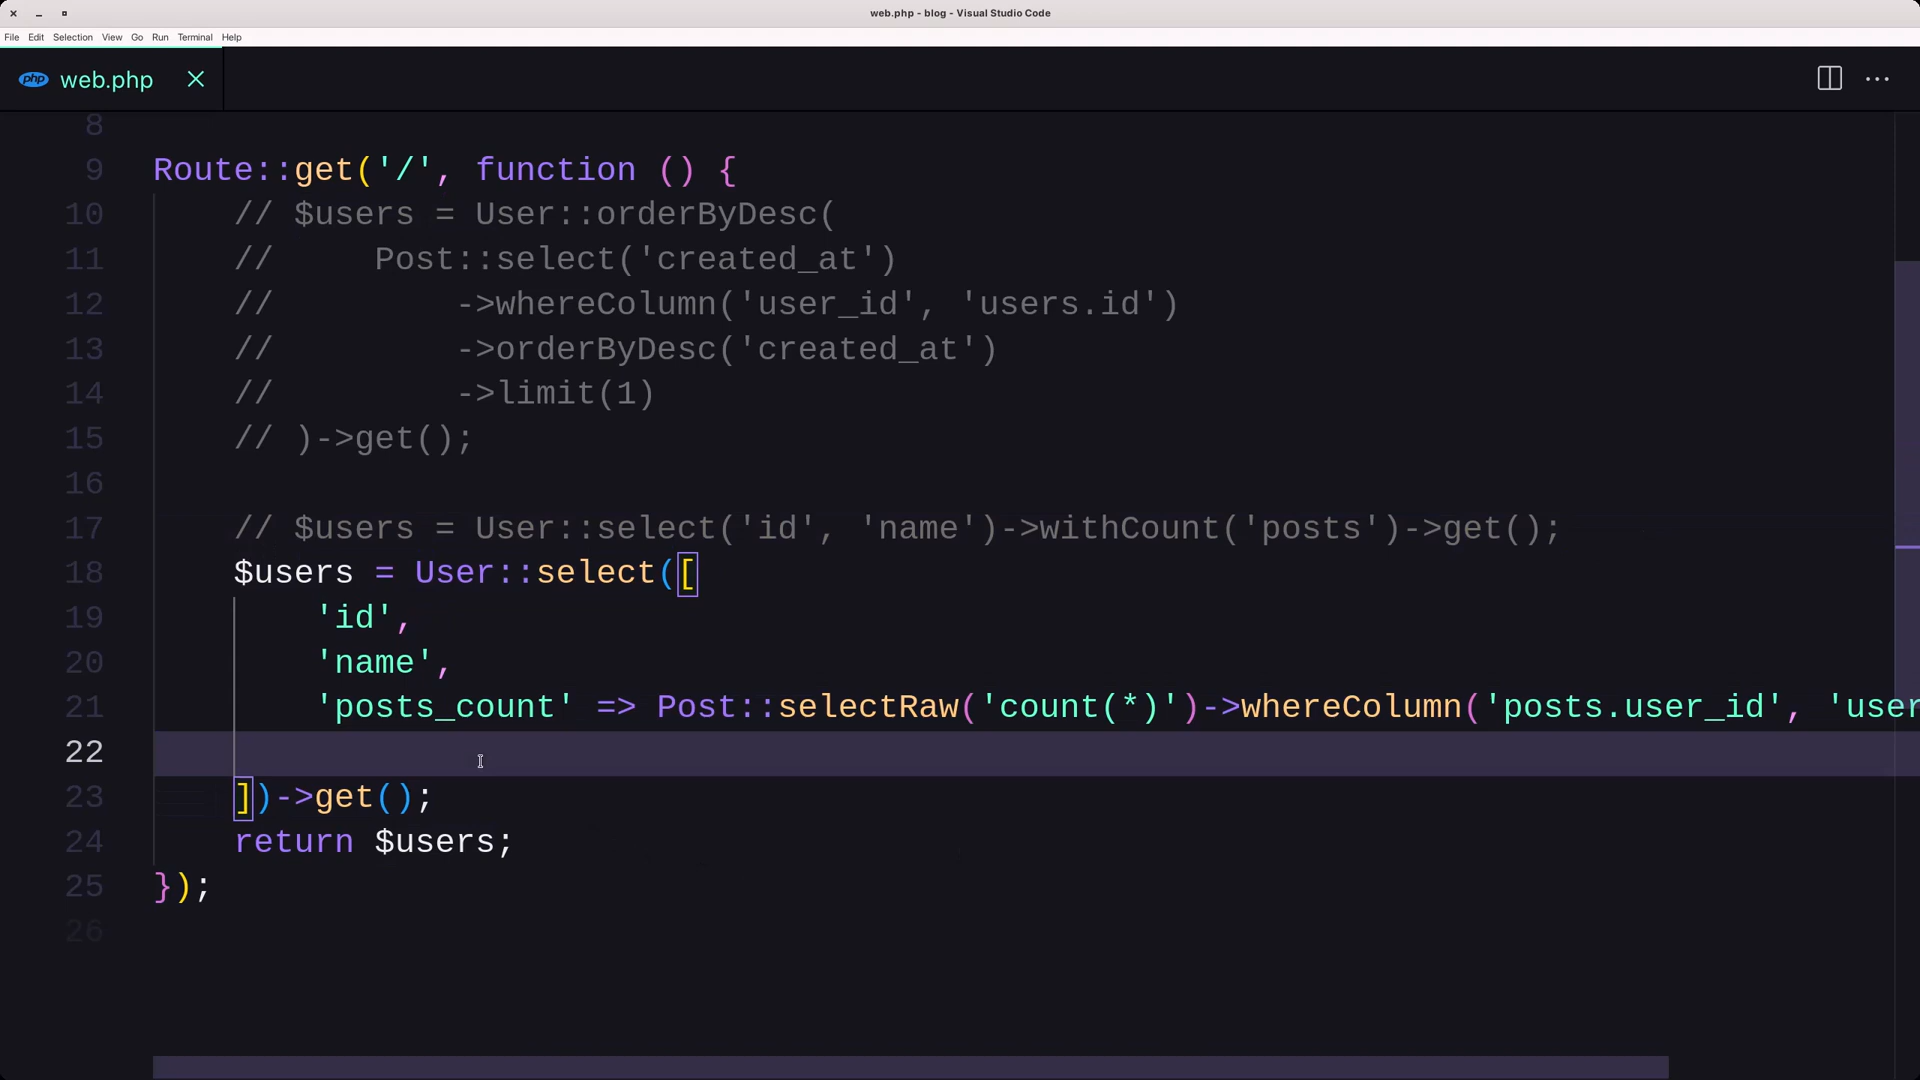 web.php - blog - Visual Studio Code
File Edit Selection View Go Run Terminal Help
php web.php
8
9 Route::get('/', function () {
10 // $users = User::orderByDesc(
11 //     Post::select('created_at')
12 //         ->whereColumn('user_id', 'users.id')
13 //         ->orderByDesc('created_at')
14 //         ->limit(1)
15 // )->get();
16
17 // $users = User::select('id', 'name')->withCount('posts')->get();
18 $users = User::select([
19     'id',
20     'name',
21     'posts_count' => Post::selectRaw('count(*)')->whereColumn('posts.user_id', 'user
22
23 ])->get();
24 return $users;
25 });
26